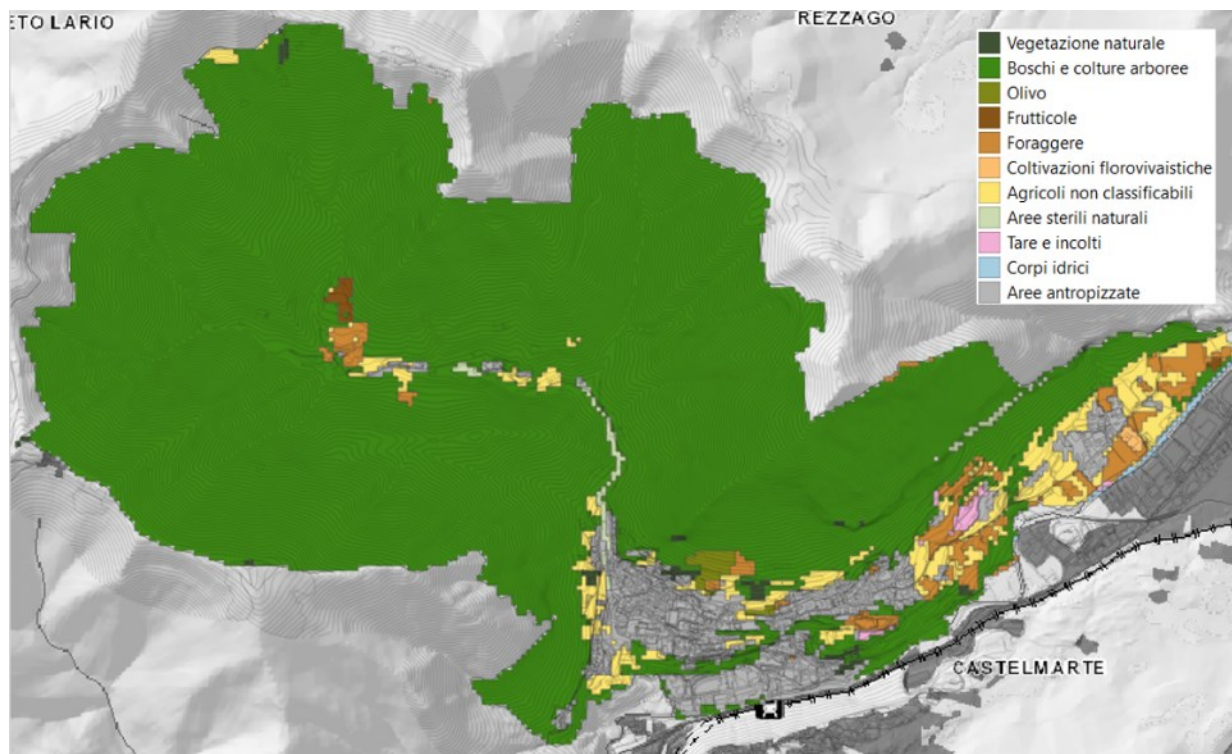 ETO LARIO
REZZAGO
Vegetazione naturale
Boschi e colture arboree
Olivo
Frutticole
Foraggere
Coltivazioni florovivaistiche
Agricoli non classificabili
Aree sterili naturali
Tare e incolti
Corpi idrici
Aree antropizzate
CASTELMARTE